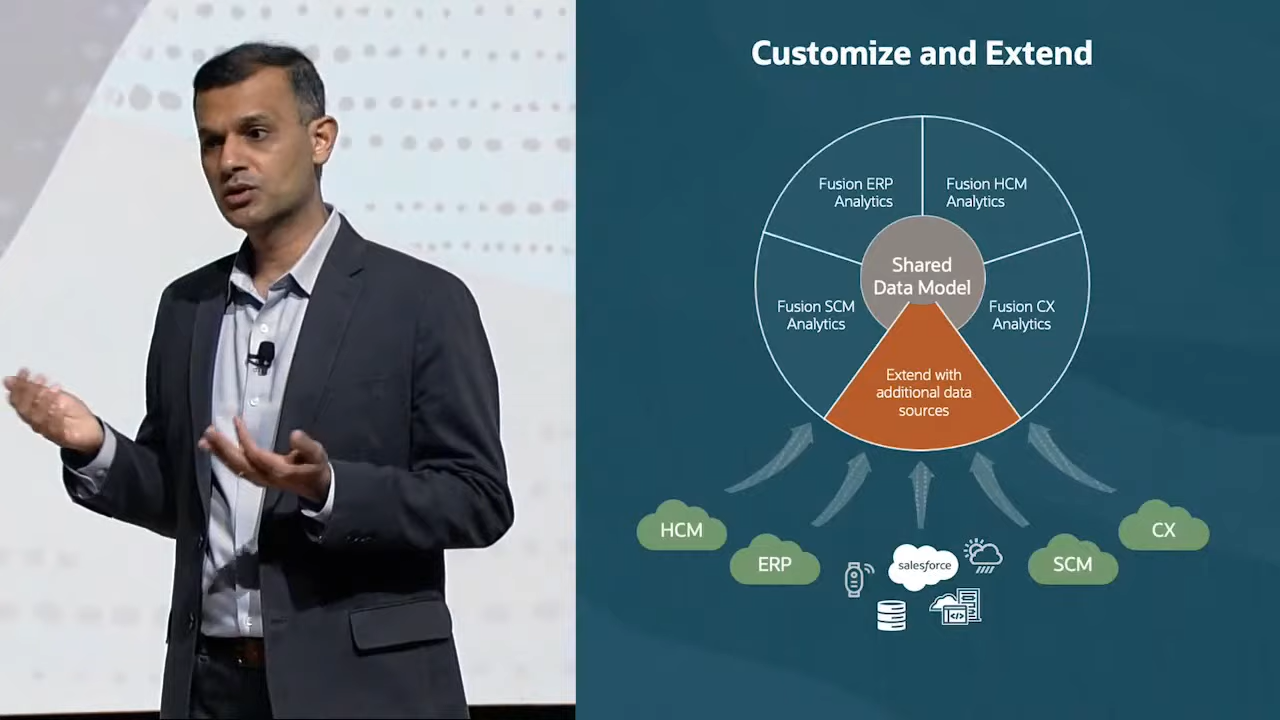 Customize and Extend
Fusion ERP
Analytics
Fusion HCM
Analytics
Shared
Data Model
Fusion SCM
Analytics
Fusion CX
Analytics
Extend with
additional data
sources
HCM
ERP
salesforce
</>
SCM
CX